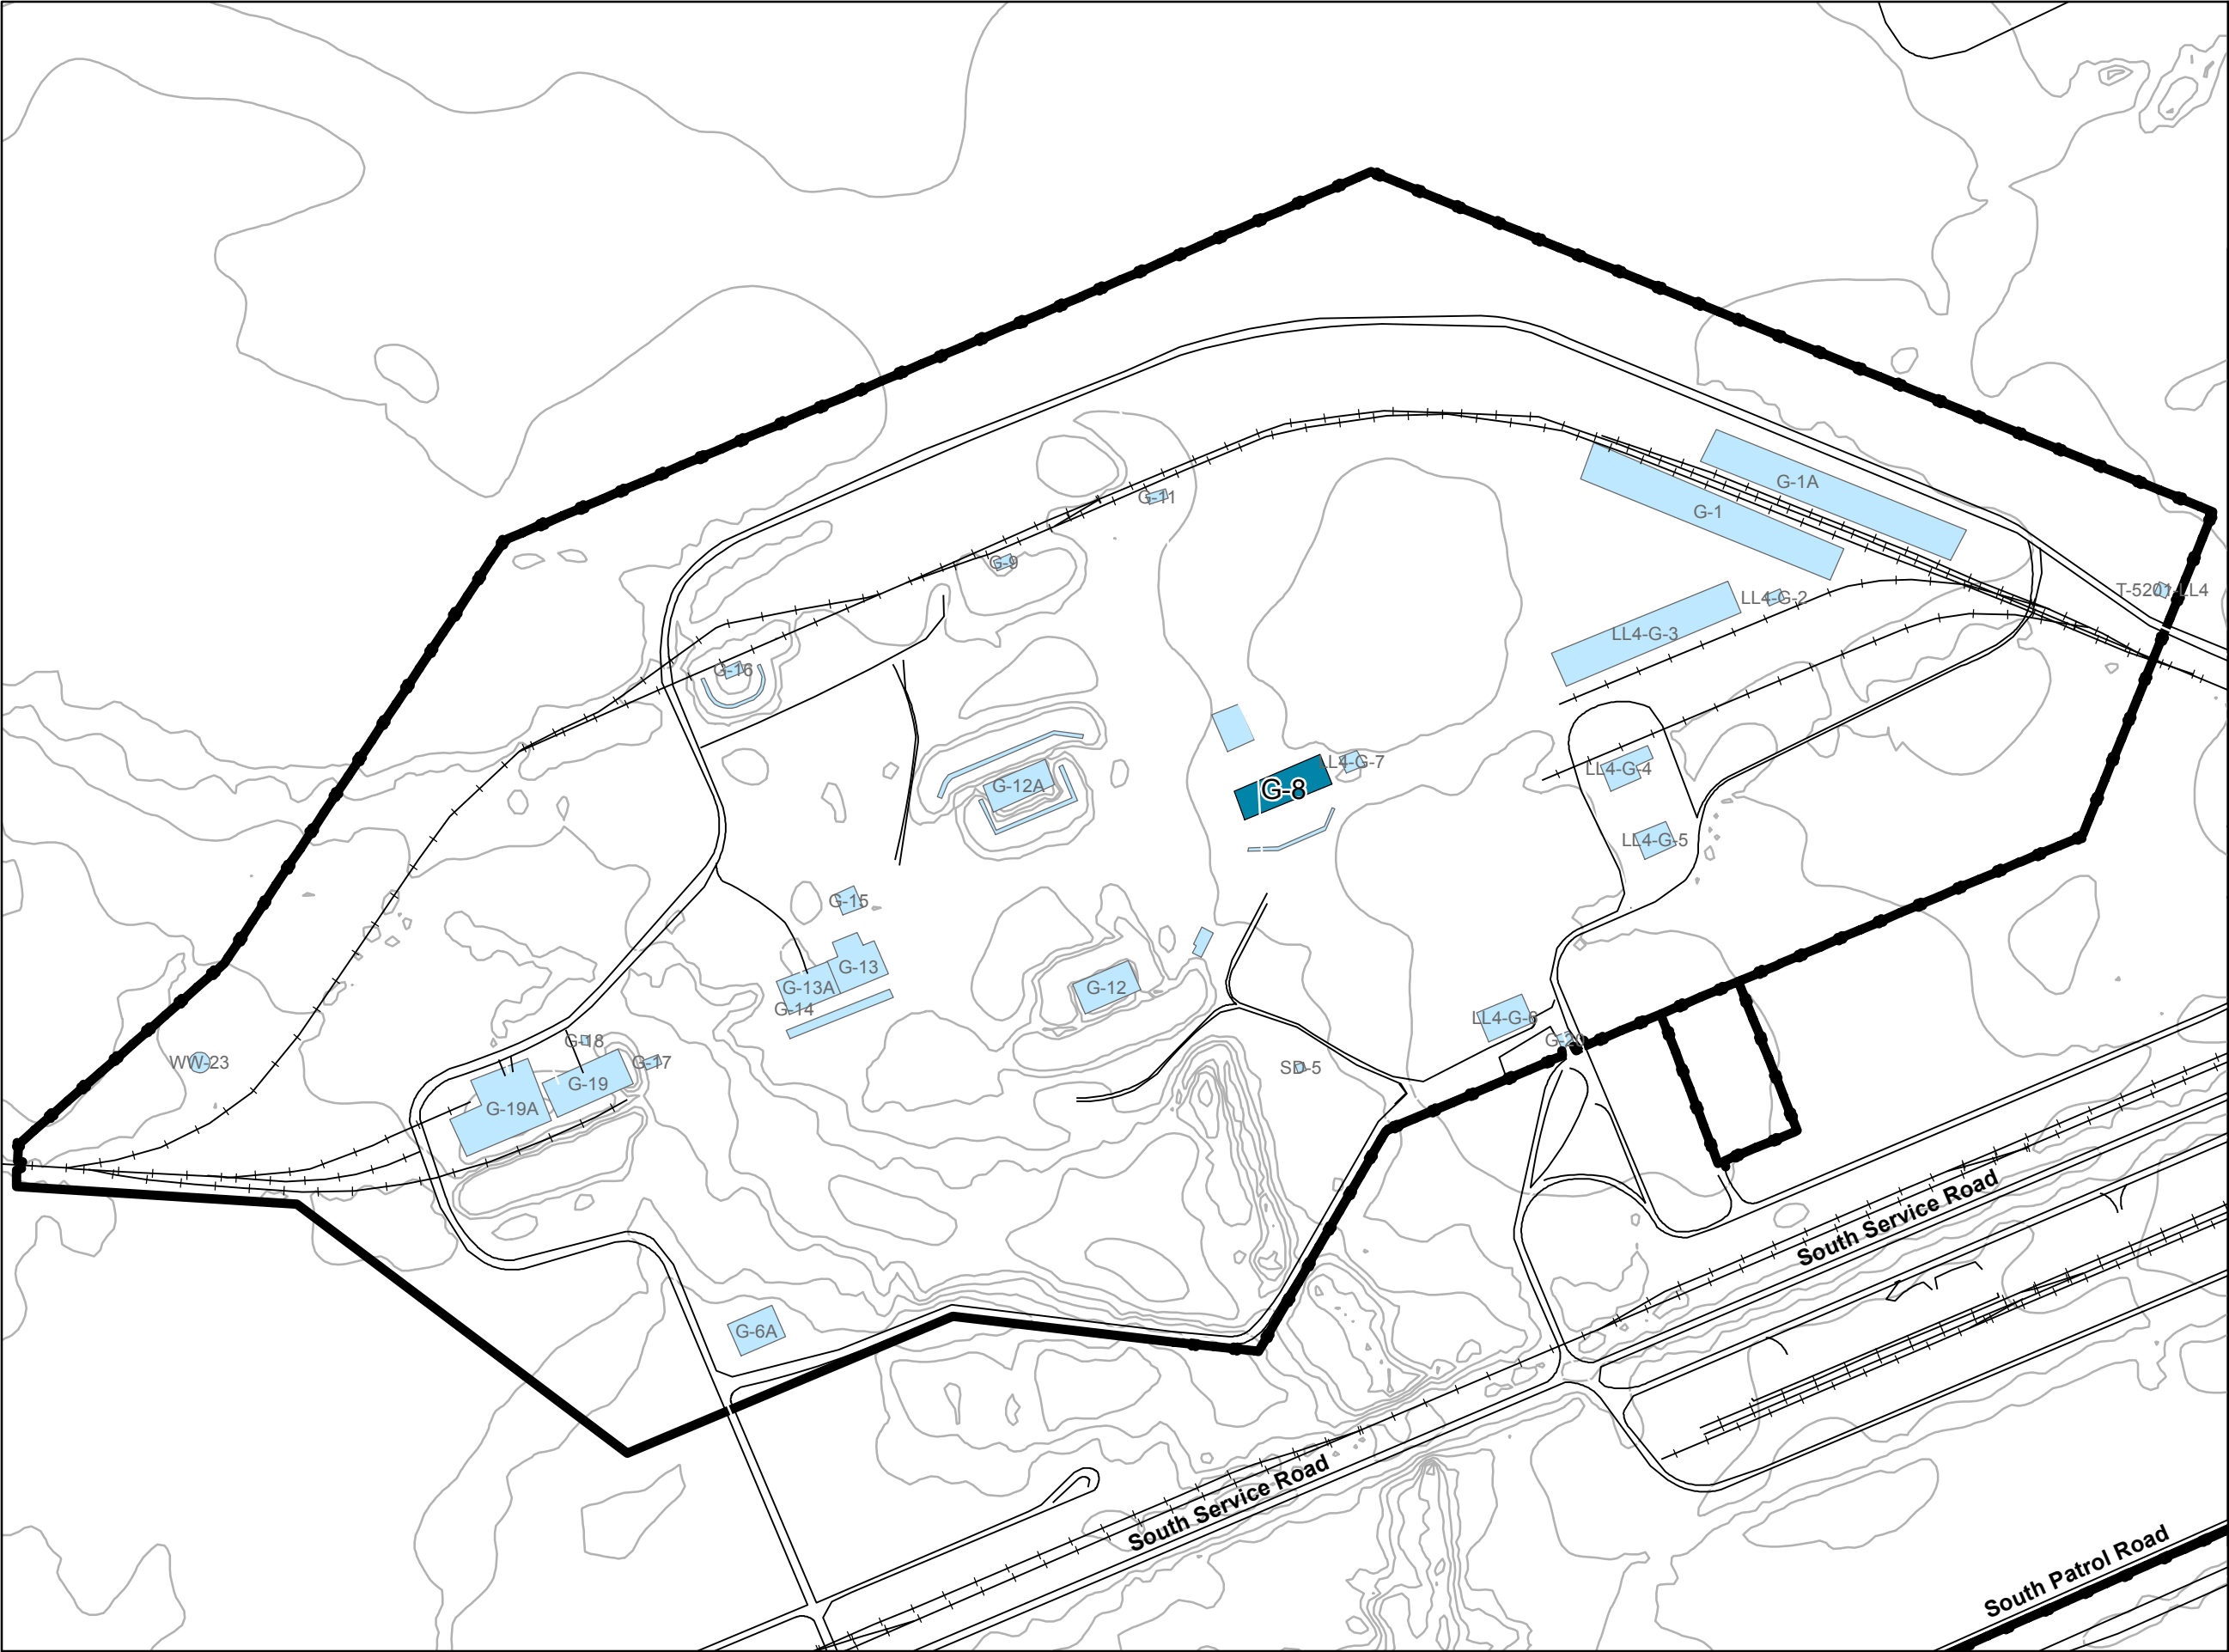 G-1A
G-11
G-1
G-9
T-5201-LL4
LL4-G-2
LL4-G-3
G-16
LL4-G-7
LL4-G-4
G-12A
G-8
LL4-G-5
G-15
G-13
G-13A
G-12
G-14
LL4-G-6
G-18
G-20
WW-23
G-17
SD-5
G-19
G-19A
South Service Road
G-6A
South Service Road
South Patrol Road